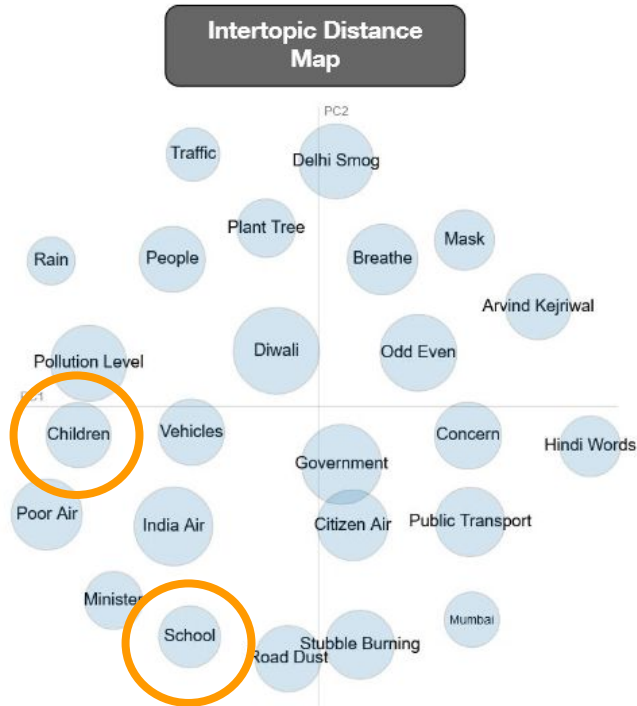 Intertopic Distance
Map
PC2
Traffic
Delhi Smog
Plant Tree
Mask
Rain
People
Breathe
Arvind Kejriwal
Diwali
Odd Even
Pollution Level
PC1
Children
Vehicles
Concern
Hindi Words
Government
Poor Air
India Air
Citizen Air
Public Transport
Minister
Mumbai
School
Stubble Burning
Road Dust